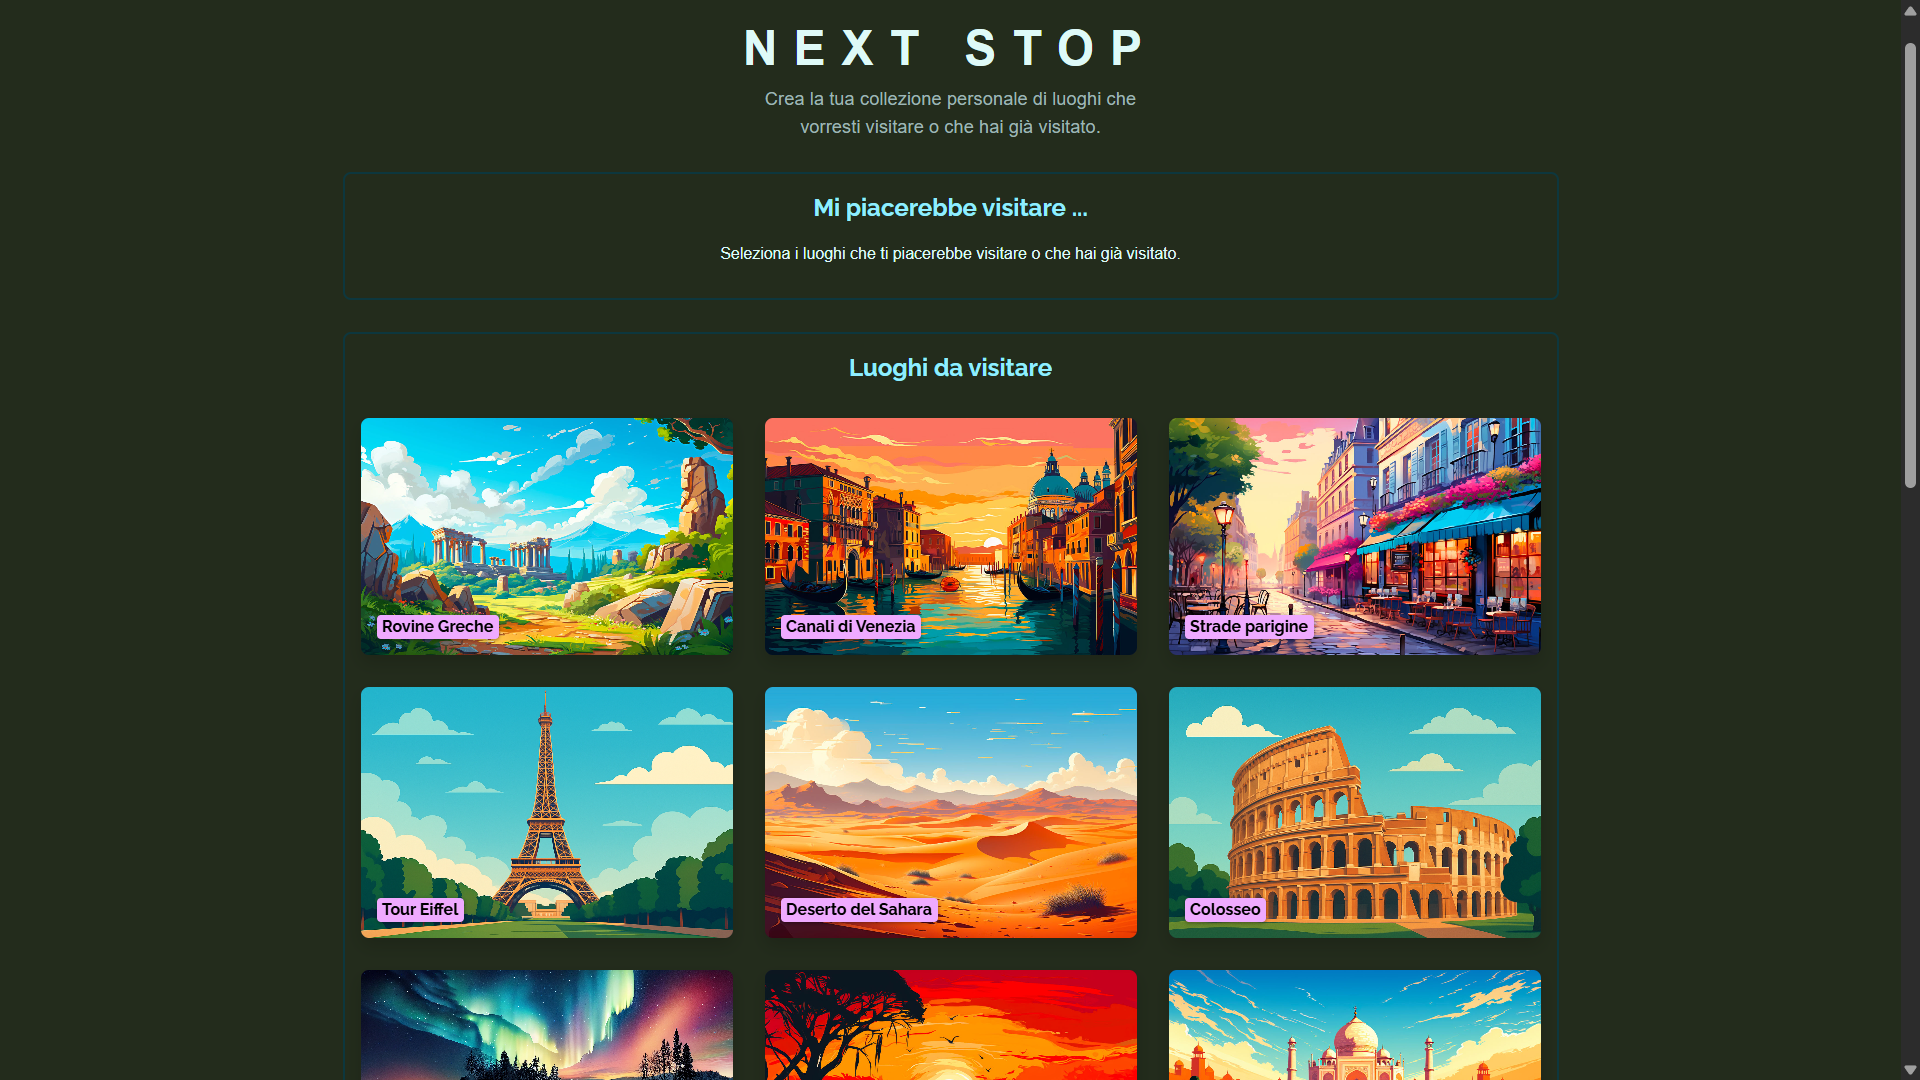 NEXT STOP
Crea la tua collezione personale di luoghi che
vorresti visitare o che hai già visitato.
Mi piacerebbe visitare ...
Seleziona i luoghi che ti piacerebbe visitare o che hai già visitato.
Luoghi da visitare
Rovine Greche
Canali di Venezia
Strade parigine
Tour Eiffel
Deserto del Sahara
Colosseo